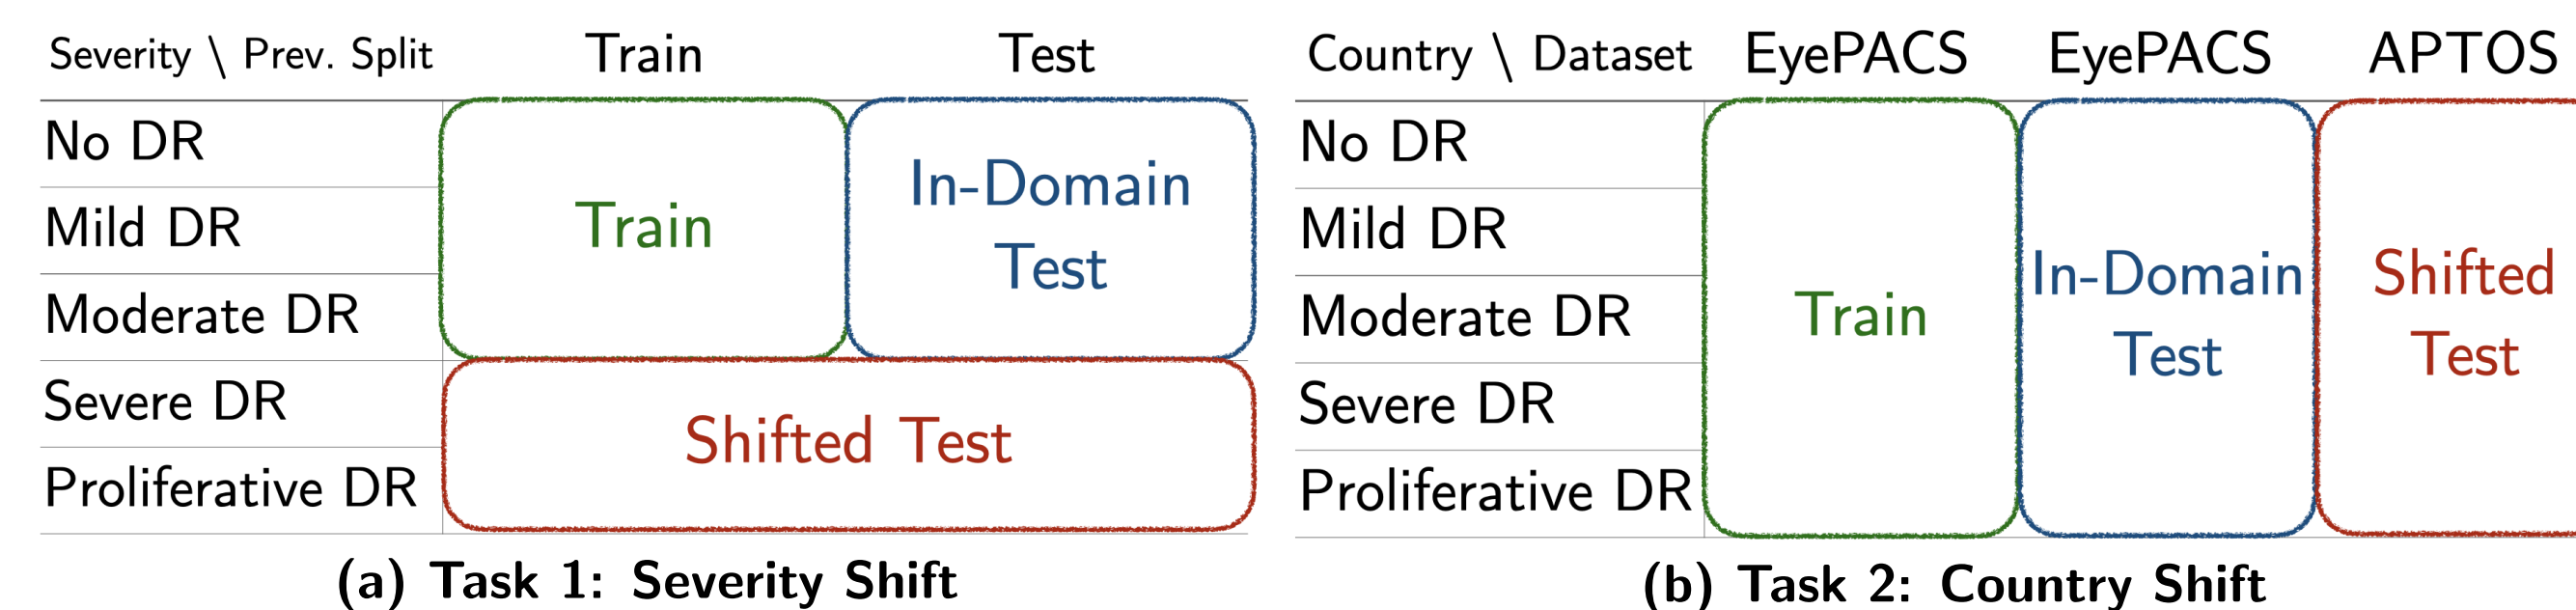 Severity \ Prev. Split Train Test
No DR
Mild DR
Moderate DR
Severe DR
Proliferative DR
Train
In-Domain
Test
Shifted Test
(a) Task 1: Severity Shift
Country \ Dataset EyePACS EyePACS APTOS
No DR
Mild DR
Moderate DR
Severe DR
Proliferative DR
Train
In-Domain
Test
Shifted
Test
(b) Task 2: Country Shift